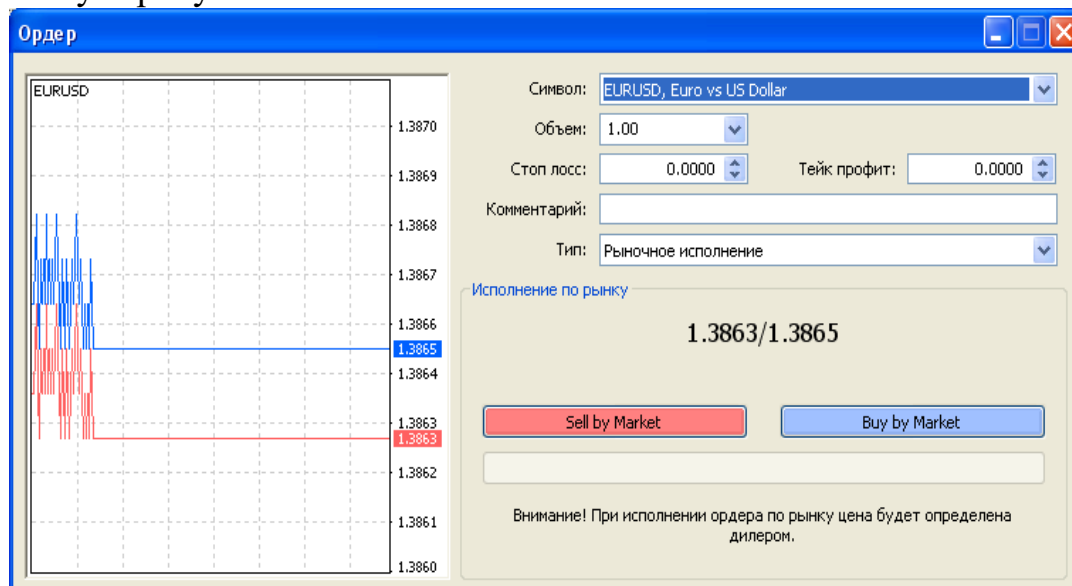 Ордер
EURUSD
1.3870
1.3869
1.3868
1.3867
1.3866
1.3865
1.3864
1.3863
1.3863
1.3862
1.3861
1.3860
Символ: EURUSD, Euro vs US Dollar
Объем: 1.00
Стоп лосс: 0.0000 Тейк профит: 0.0000
Комментарий:
Тип: Рыночное исполнение
Исполнение по рынку
1.3863/1.3865
Sell by Market Buy by Market
Внимание! При исполнении ордера по рынку цена будет определена
дилером.